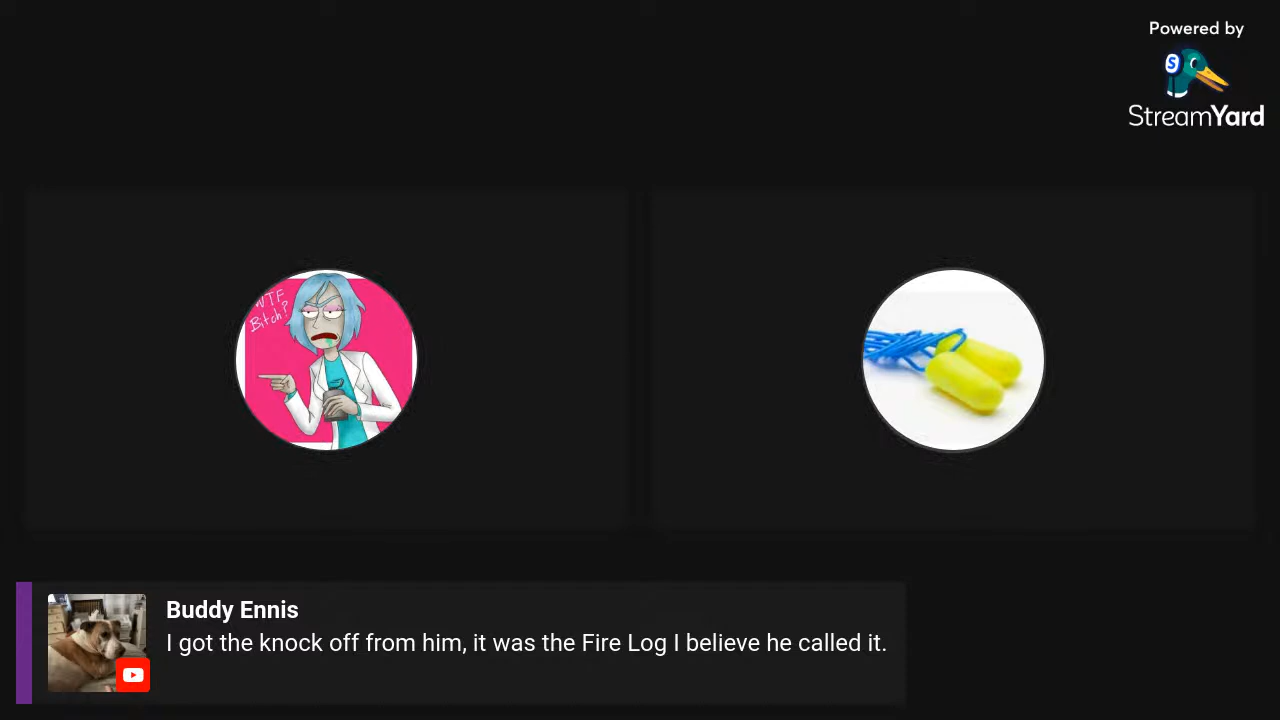 Powered by
S
StreamYard
WTF
Bitch?
Buddy Ennis
I got the knock off from him, it was the Fire Log I believe he called it.